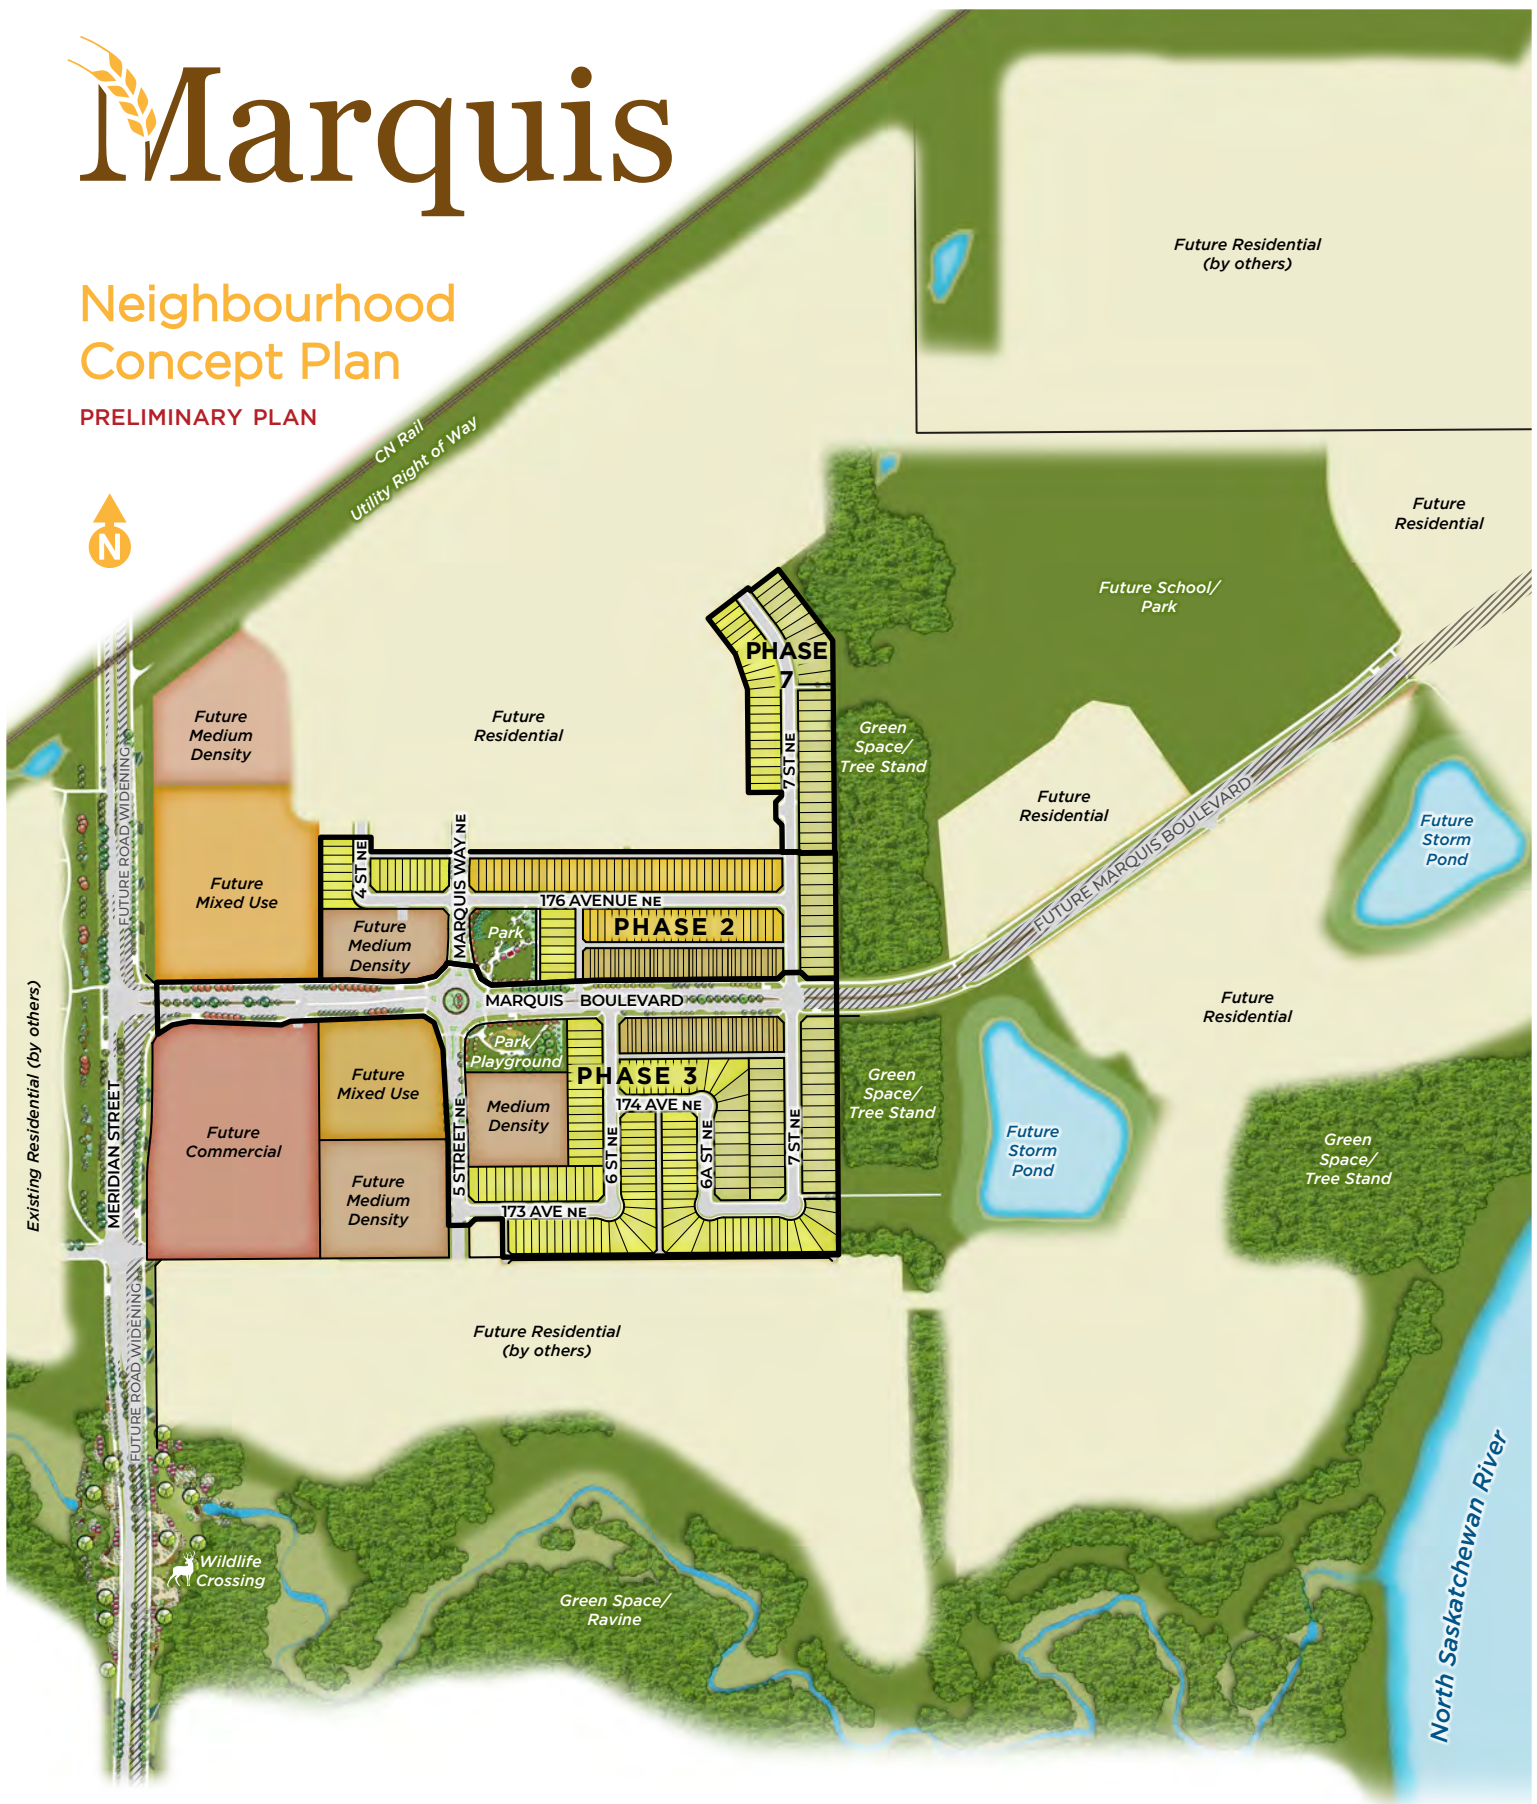 Marquis
Neighbourhood
Concept Plan
PRELIMINARY PLAN
N
CN Rail
Utility Right of Way
Future Residential
(by others)
Future
Residential
Future School/
Park
PHASE
7
7 ST NE
Green
Space/
Tree Stand
Future
Medium
Density
Future
Residential
Future
Residential
FUTURE MARQUIS BOULEVARD
Future
Storm
Pond
FUTURE ROAD WIDENING
Future
Mixed Use
4 ST NE
MARQUIS WAY NE
176 AVENUE NE
Future
Medium
Density
Park
PHASE 2
MARQUIS BOULEVARD
Future
Residential
Existing Residential (by others)
MERIDIAN STREET
Future
Commercial
Future
Mixed Use
Future
Medium
Density
5 STREET NE
Park/
Playground
Medium
Density
PHASE 3
174 AVE NE
6 ST NE
6A ST NE
7 ST NE
173 AVE NE
Green
Space/
Tree Stand
Future
Storm
Pond
Green
Space/
Tree Stand
FUTURE ROAD WIDENING
Future Residential
(by others)
Wildlife
Crossing
Green Space/
Ravine
North Saskatchewan River